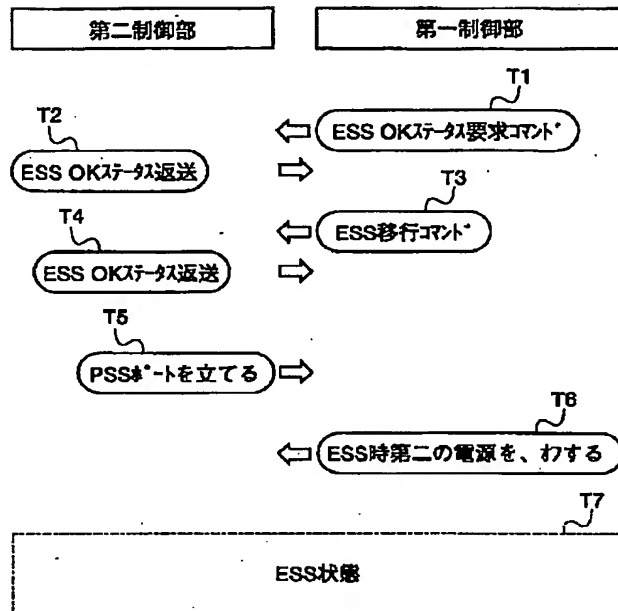 第二制御部
第一制御部
T1
T2
ESS OKステータス要求コマンド
ESS OKステータス返送
T3
T4
ESS移行コマンド
ESS OKステータス返送
T5
PSSポートを立てる
T6
ESS時第二の電源を、オフする
T7
ESS状態